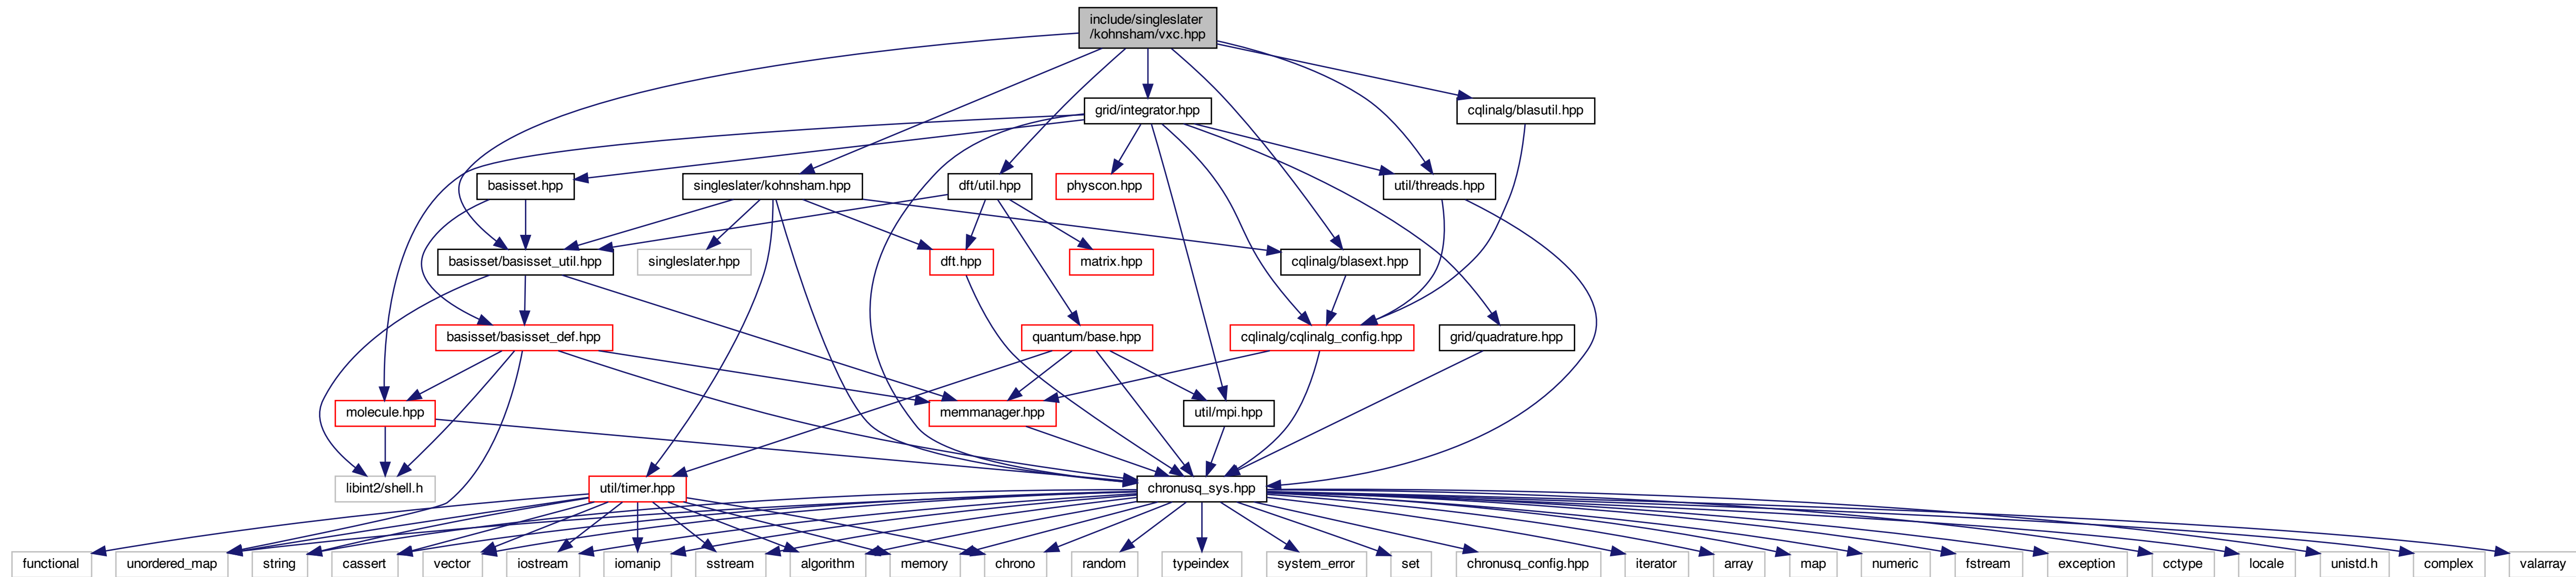 include/singleslater
/kohnsham/vxc.hpp
grid/integrator.hpp
cqlinalg/blasutil.hpp
basisset.hpp
singleslater/kohnsham.hpp
dft/util.hpp
physcon.hpp
util/threads.hpp
basisset/basisset_util.hpp
singleslater.hpp
dft.hpp
matrix.hpp
cqlinalg/blasext.hpp
basisset/basisset_def.hpp
quantum/base.hpp
cqlinalg/cqlinalg_config.hpp
grid/quadrature.hpp
molecule.hpp
memmanager.hpp
util/mpi.hpp
libint2/shell.h
util/timer.hpp
chronusq_sys.hpp
functional
unordered_map
string
cassert
vector
iostream
iomanip
sstream
algorithm
memory
chrono
random
typeindex
system_error
set
chronusq_config.hpp
iterator
array
map
numeric
fstream
exception
cctype
locale
unistd.h
complex
valarray